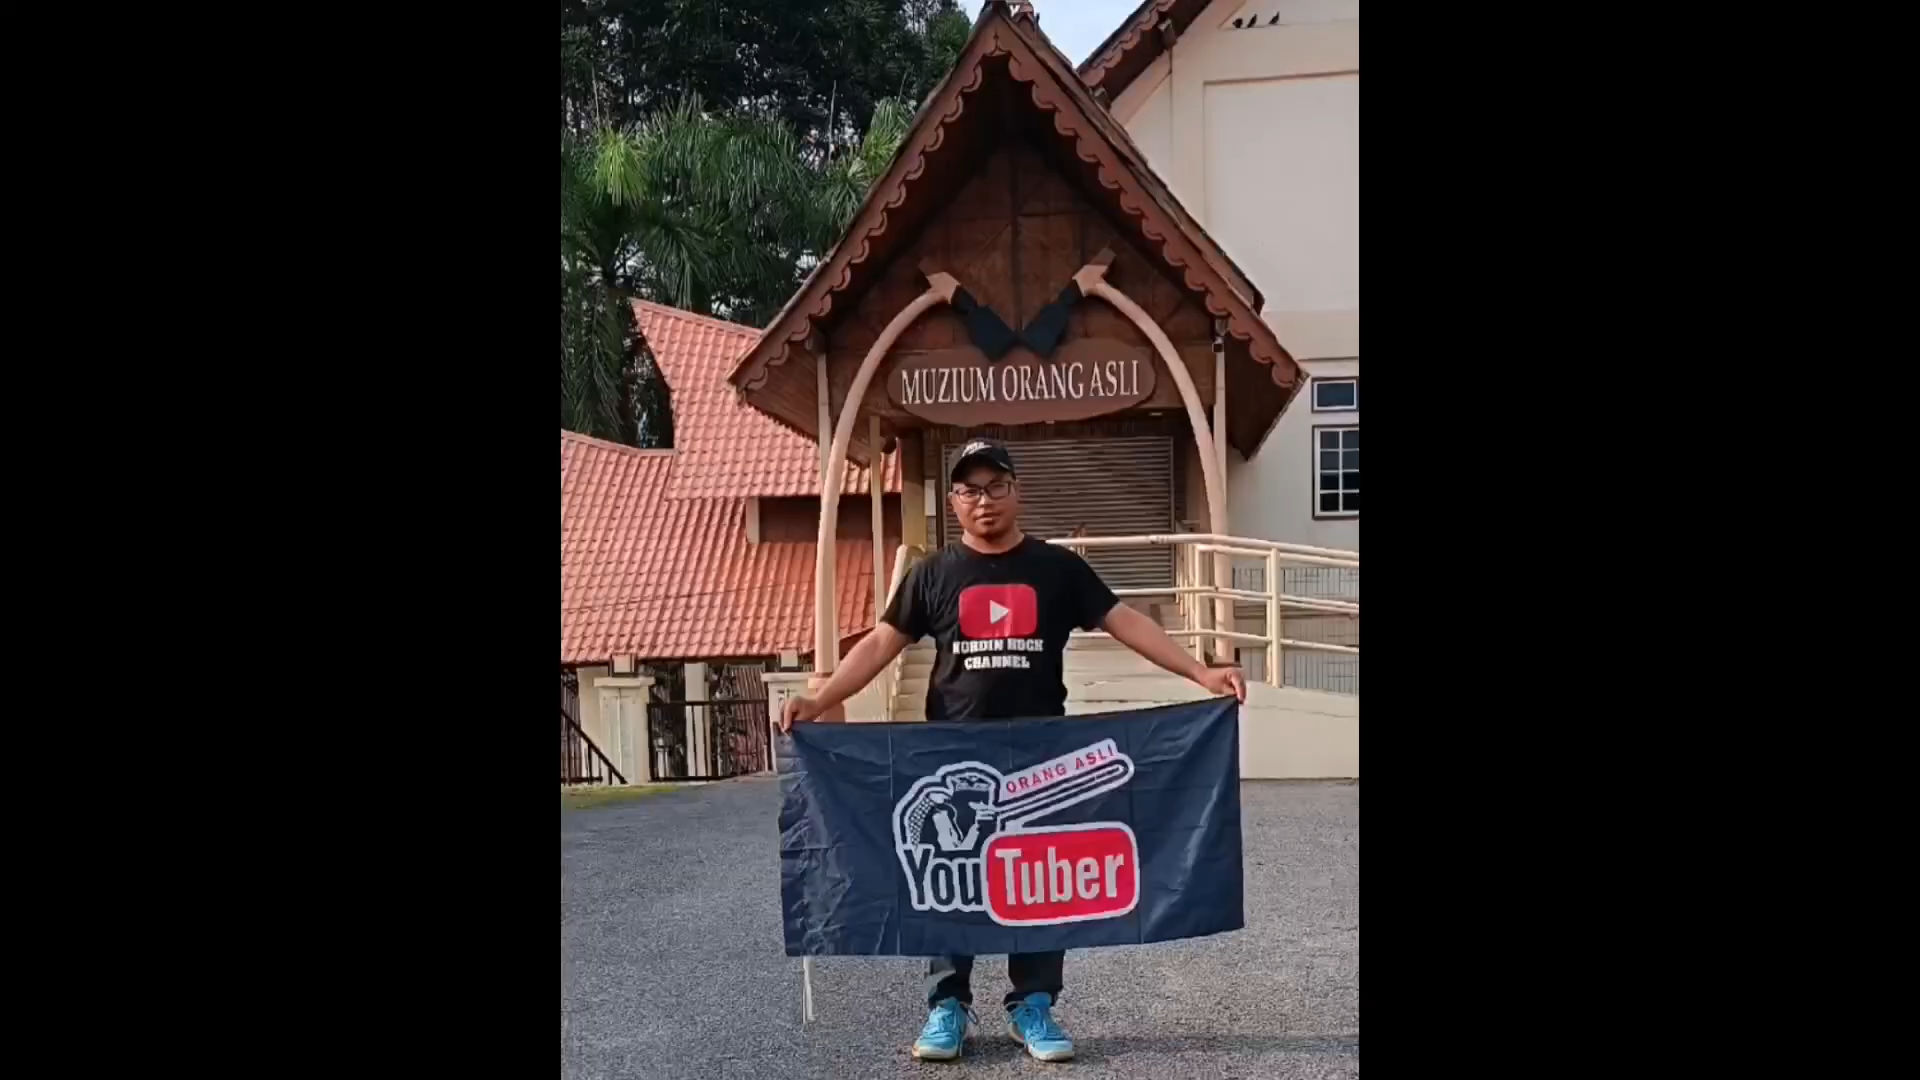 MUZIUM ORANG ASLI
NORDIN HOCK
CHANNEL
ORANG ASLI
YouTuber